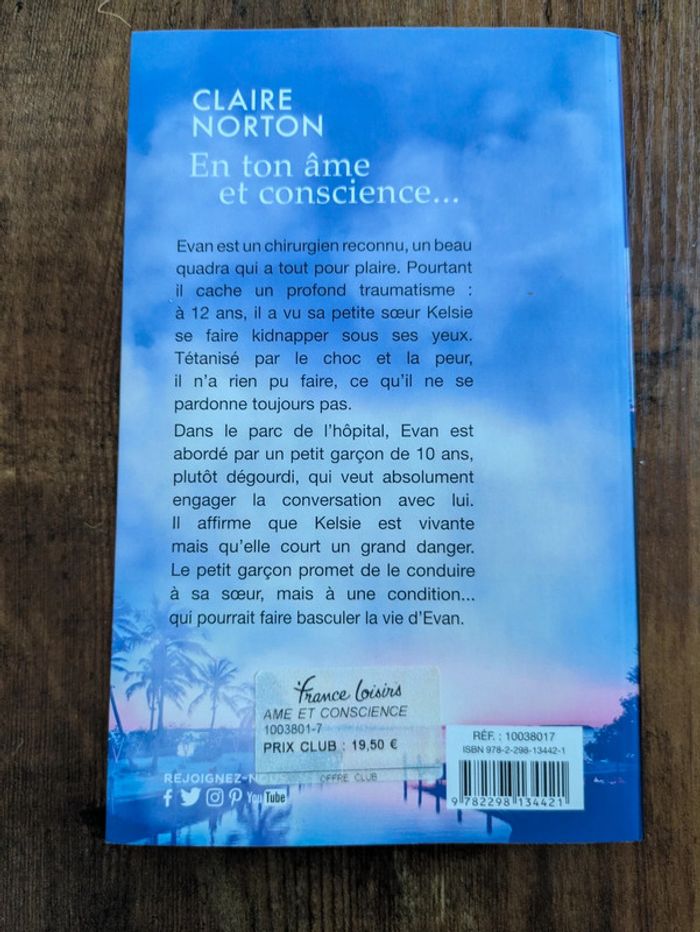 CLAIRE
NORTON
En ton âme
et conscience...
Evan est un chirurgien reconnu, un beau
quadra qui a tout pour plaire. Pourtant
il cache un profond traumatisme :
à 12 ans, il a vu sa petite sœur Kelsie
se faire kidnapper sous ses yeux.
Tétanisé par le choc et la peur,
il n'a rien pu faire, ce qu'il ne se
pardonne toujours pas.
Dans le parc de l'hôpital, Evan est
abordé par un petit garçon de 10 ans,
plutôt dégourdi, qui veut absolument
engager la conversation avec lui.
Il affirme que Kelsie est vivante
mais qu'elle court un grand danger.
Le petit garçon promet de le conduire
à sa sœur, mais à une condition...
qui pourrait faire basculer la vie d'Evan.
France Loisirs
AME ET CONSCIENCE
1003801-7
PRIX CLUB : 19,50 €
OFFRE CLUB
REJOIGNEZ-NOUS
YouTube
RÉF. : 10038017
ISBN 978-2-298-13442-1
9 782298 134421